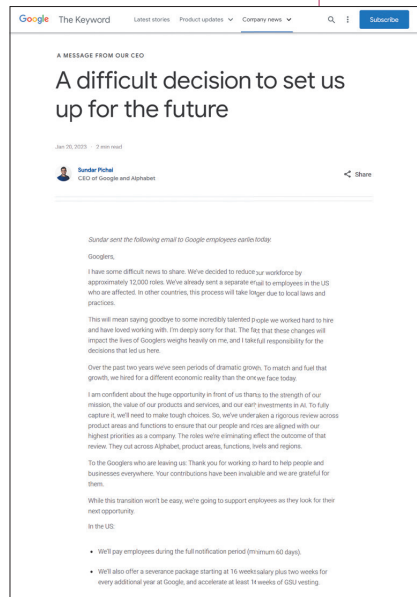 Google The Keyword Latest stories Product updates Company news Subscribe
A MESSAGE FROM OUR CEO
A difficult decision to set us
up for the future
Jan 20, 2023 · 2 min read
Sundar Pichai
CEO of Google and Alphabet
Share
Sundar sent the following email to Google employees earlier today.
Googlers,
I have some difficult news to share. We've decided to reduce our workforce by
approximately 12,000 roles. We've already sent a separate email to employees in the US
who are affected. In other countries, this process will take longer due to local laws and
practices.
This will mean saying goodbye to some incredibly talented people we worked hard to hire
and have loved working with. I'm deeply sorry for that. The fact that these changes will
impact the lives of Googlers weighs heavily on me, and I take full responsibility for the
decisions that led us here.
Over the past two years we've seen periods of dramatic growth. To match and fuel that
growth, we hired for a different economic reality than the one we face today.
I am confident about the huge opportunity in front of us thanks to the strength of our
mission, the value of our products and services, and our early investments in AI. To fully
capture it, we'll need to make tough choices. So, we've undertaken a rigorous review across
product areas and functions to ensure that our people and roles are aligned with our
highest priorities as a company. The roles we're eliminating reflect the outcome of that
review. They cut across Alphabet, product areas, functions, levels and regions.
To the Googlers who are leaving us: Thank you for working so hard to help people and
businesses everywhere. Your contributions have been invaluable and we are grateful for
them.
While this transition won't be easy, we're going to support employees as they look for their
next opportunity.
In the US:
• We'll pay employees during the full notification period (minimum 60 days).
• We'll also offer a severance package starting at 16 weeks salary plus two weeks for
every additional year at Google, and accelerate at least 16 weeks of GSU vesting.